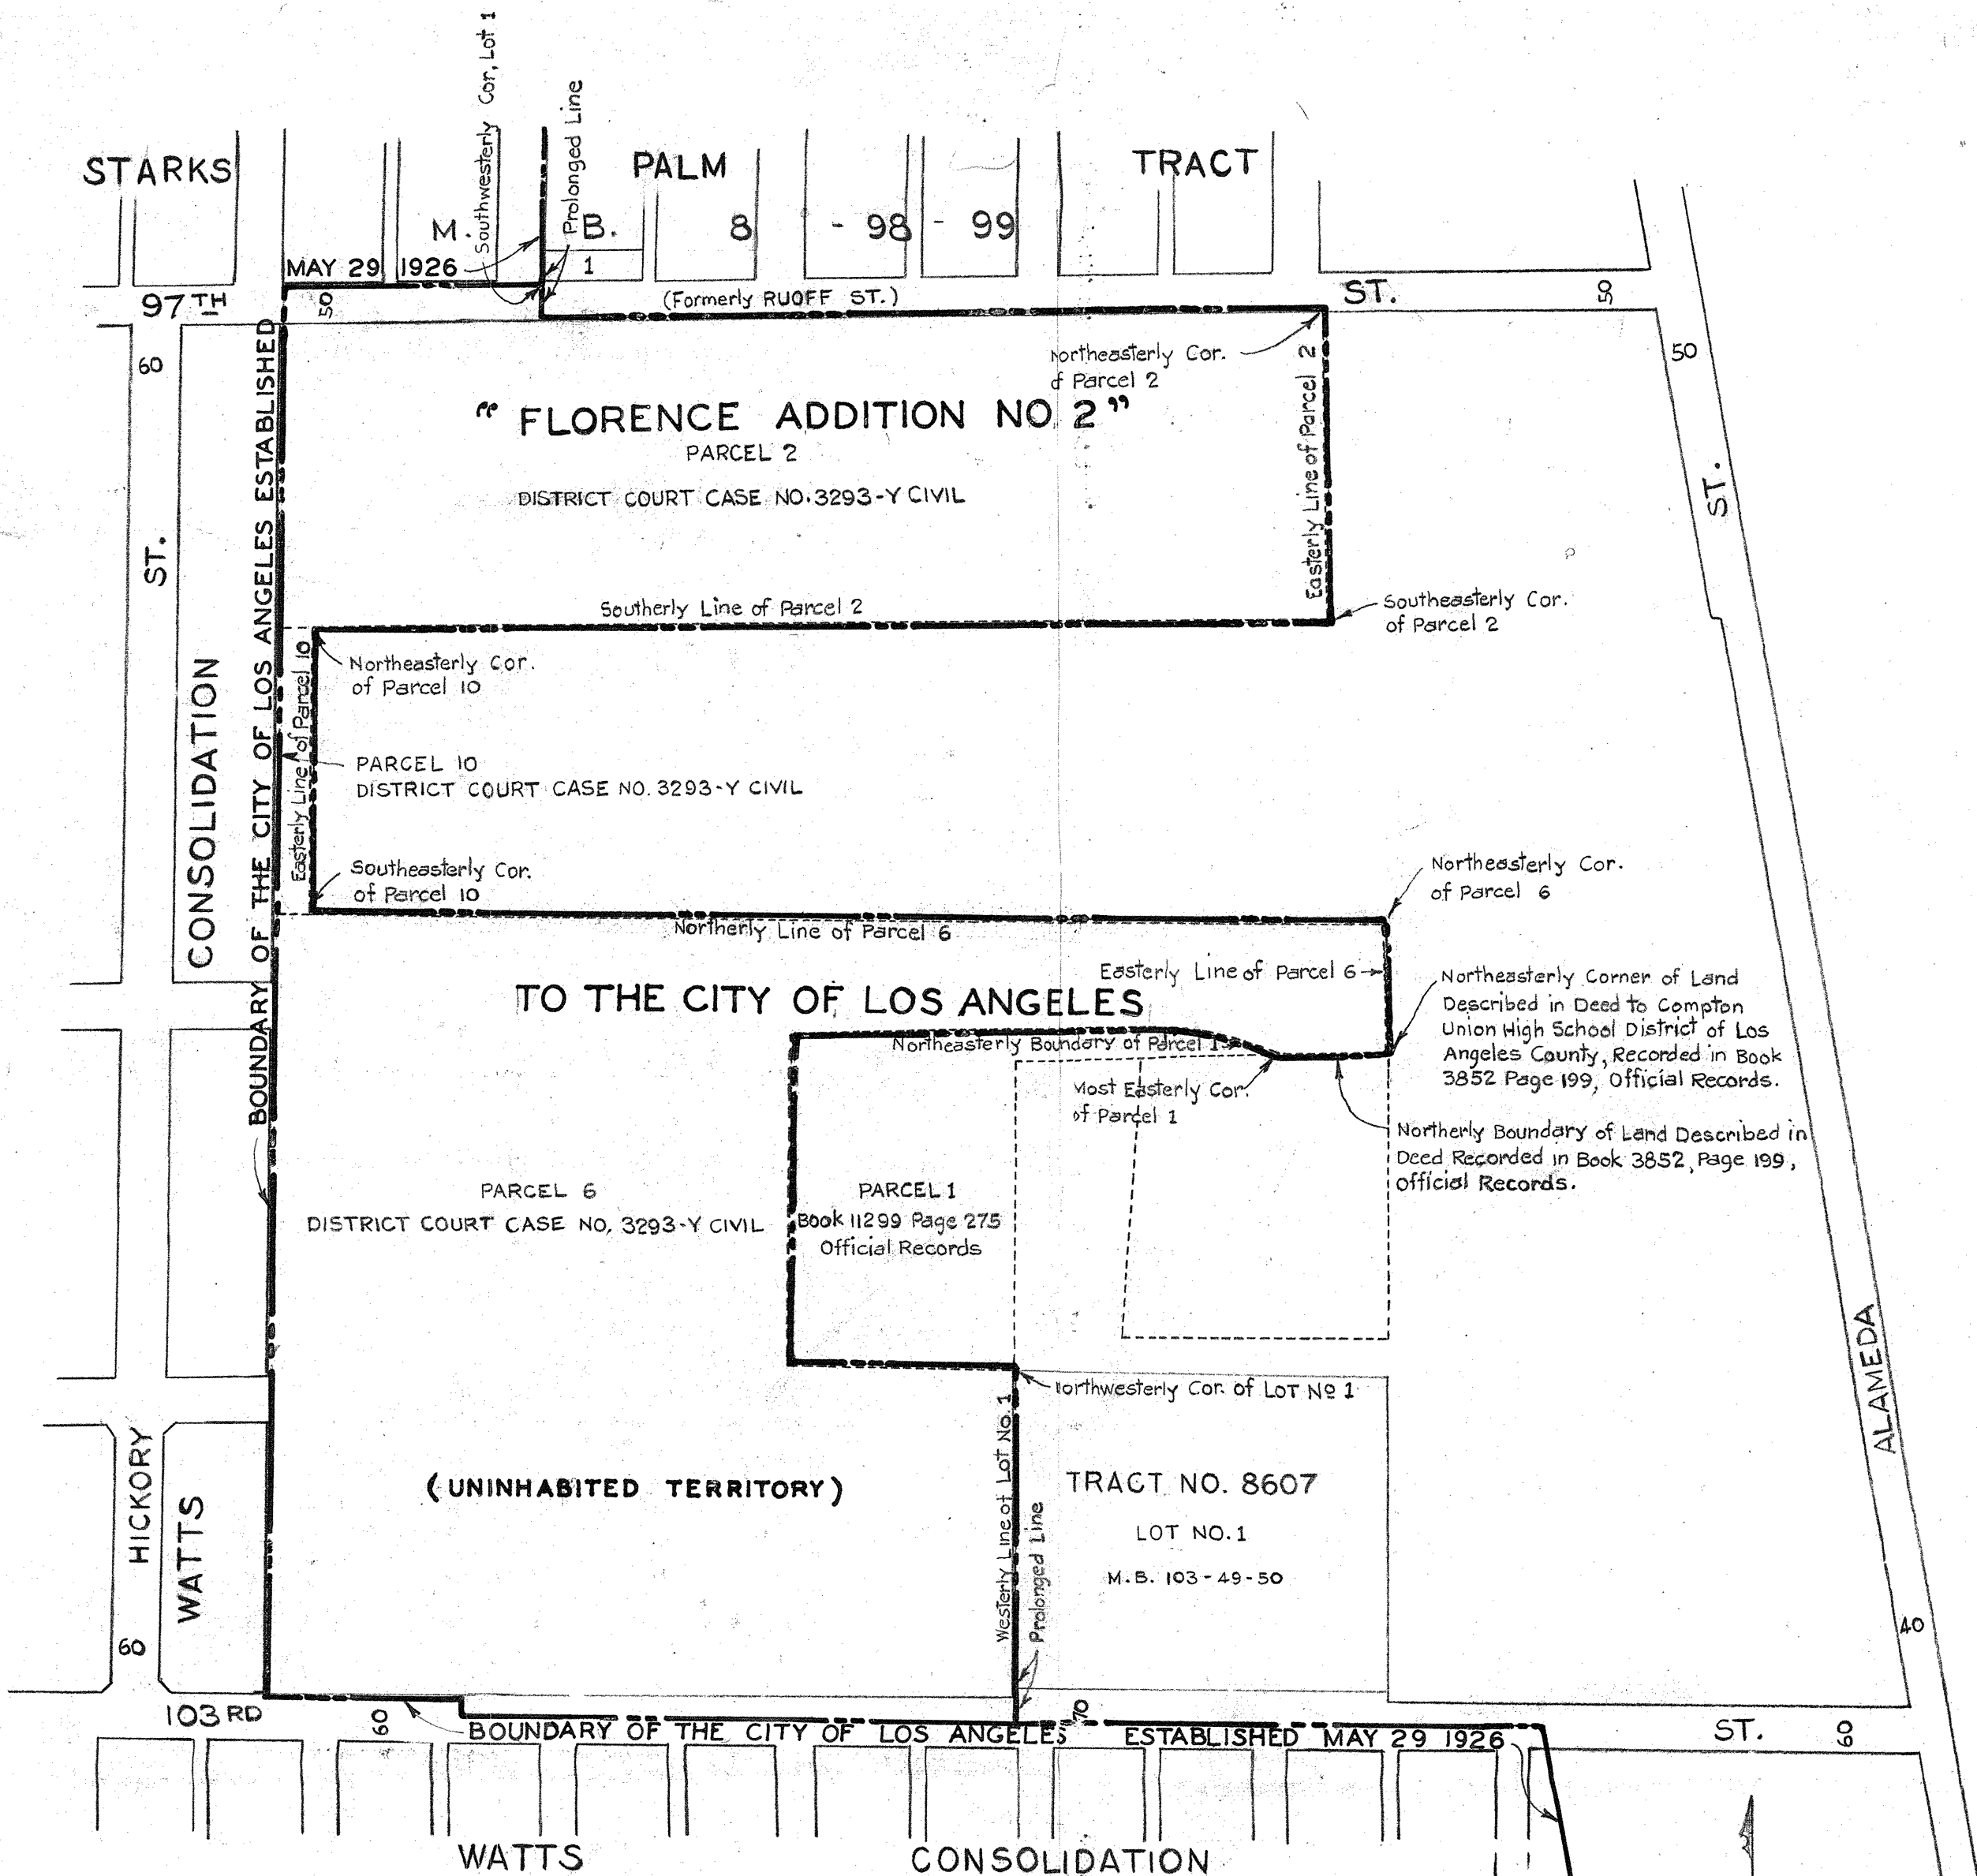 Southwesterly Cor, Lot 1
Prolonged Line
STARKS PALM TRACT
M. B. 8 - 98 - 99
MAY 29 1926
1
97TH
50
(Formerly RUOFF ST.)
ST.
50
60
50
Northeasterly Cor.
of Parcel 2
"FLORENCE ADDITION NO. 2"
PARCEL 2
DISTRICT COURT CASE NO. 3293-Y CIVIL
Easterly Line of Parcel 2
ST.
ST.
Southerly Line of Parcel 2
Southeasterly Cor.
of Parcel 2
BOUNDARY OF THE CITY OF LOS ANGELES ESTABLISHED
CONSOLIDATION
Northeasterly Cor.
of Parcel 10
Easterly Line of Parcel 10
PARCEL 10
DISTRICT COURT CASE NO. 3293-Y CIVIL
Southeasterly Cor.
of Parcel 10
Northeasterly Cor.
of Parcel 6
Northerly Line of Parcel 6
Easterly Line of Parcel 6
TO THE CITY OF LOS ANGELES
Northeasterly Corner of Land
Described in Deed to Compton
Union High School District of Los
Angeles County, Recorded in Book
3852 Page 199, Official Records.
Northeasterly Boundary of Parcel 1
Most Easterly Cor.
of Parcel 1
Northerly Boundary of Land Described in
Deed Recorded in Book 3852, Page 199,
official Records.
PARCEL 6
DISTRICT COURT CASE NO. 3293-Y CIVIL
PARCEL 1
Book 11299 Page 275
Official Records
ALAMEDA
Northwesterly Cor. of LOT No 1
HICKORY
WATTS
(UNINHABITED TERRITORY)
Westerly Line of Lot No. 1
Prolonged Line
TRACT NO. 8607
LOT NO. 1
M.B. 103-49-50
60
40
103RD
60
70
BOUNDARY OF THE CITY OF LOS ANGELES ESTABLISHED MAY 29 1926
ST.
60
WATTS CONSOLIDATION